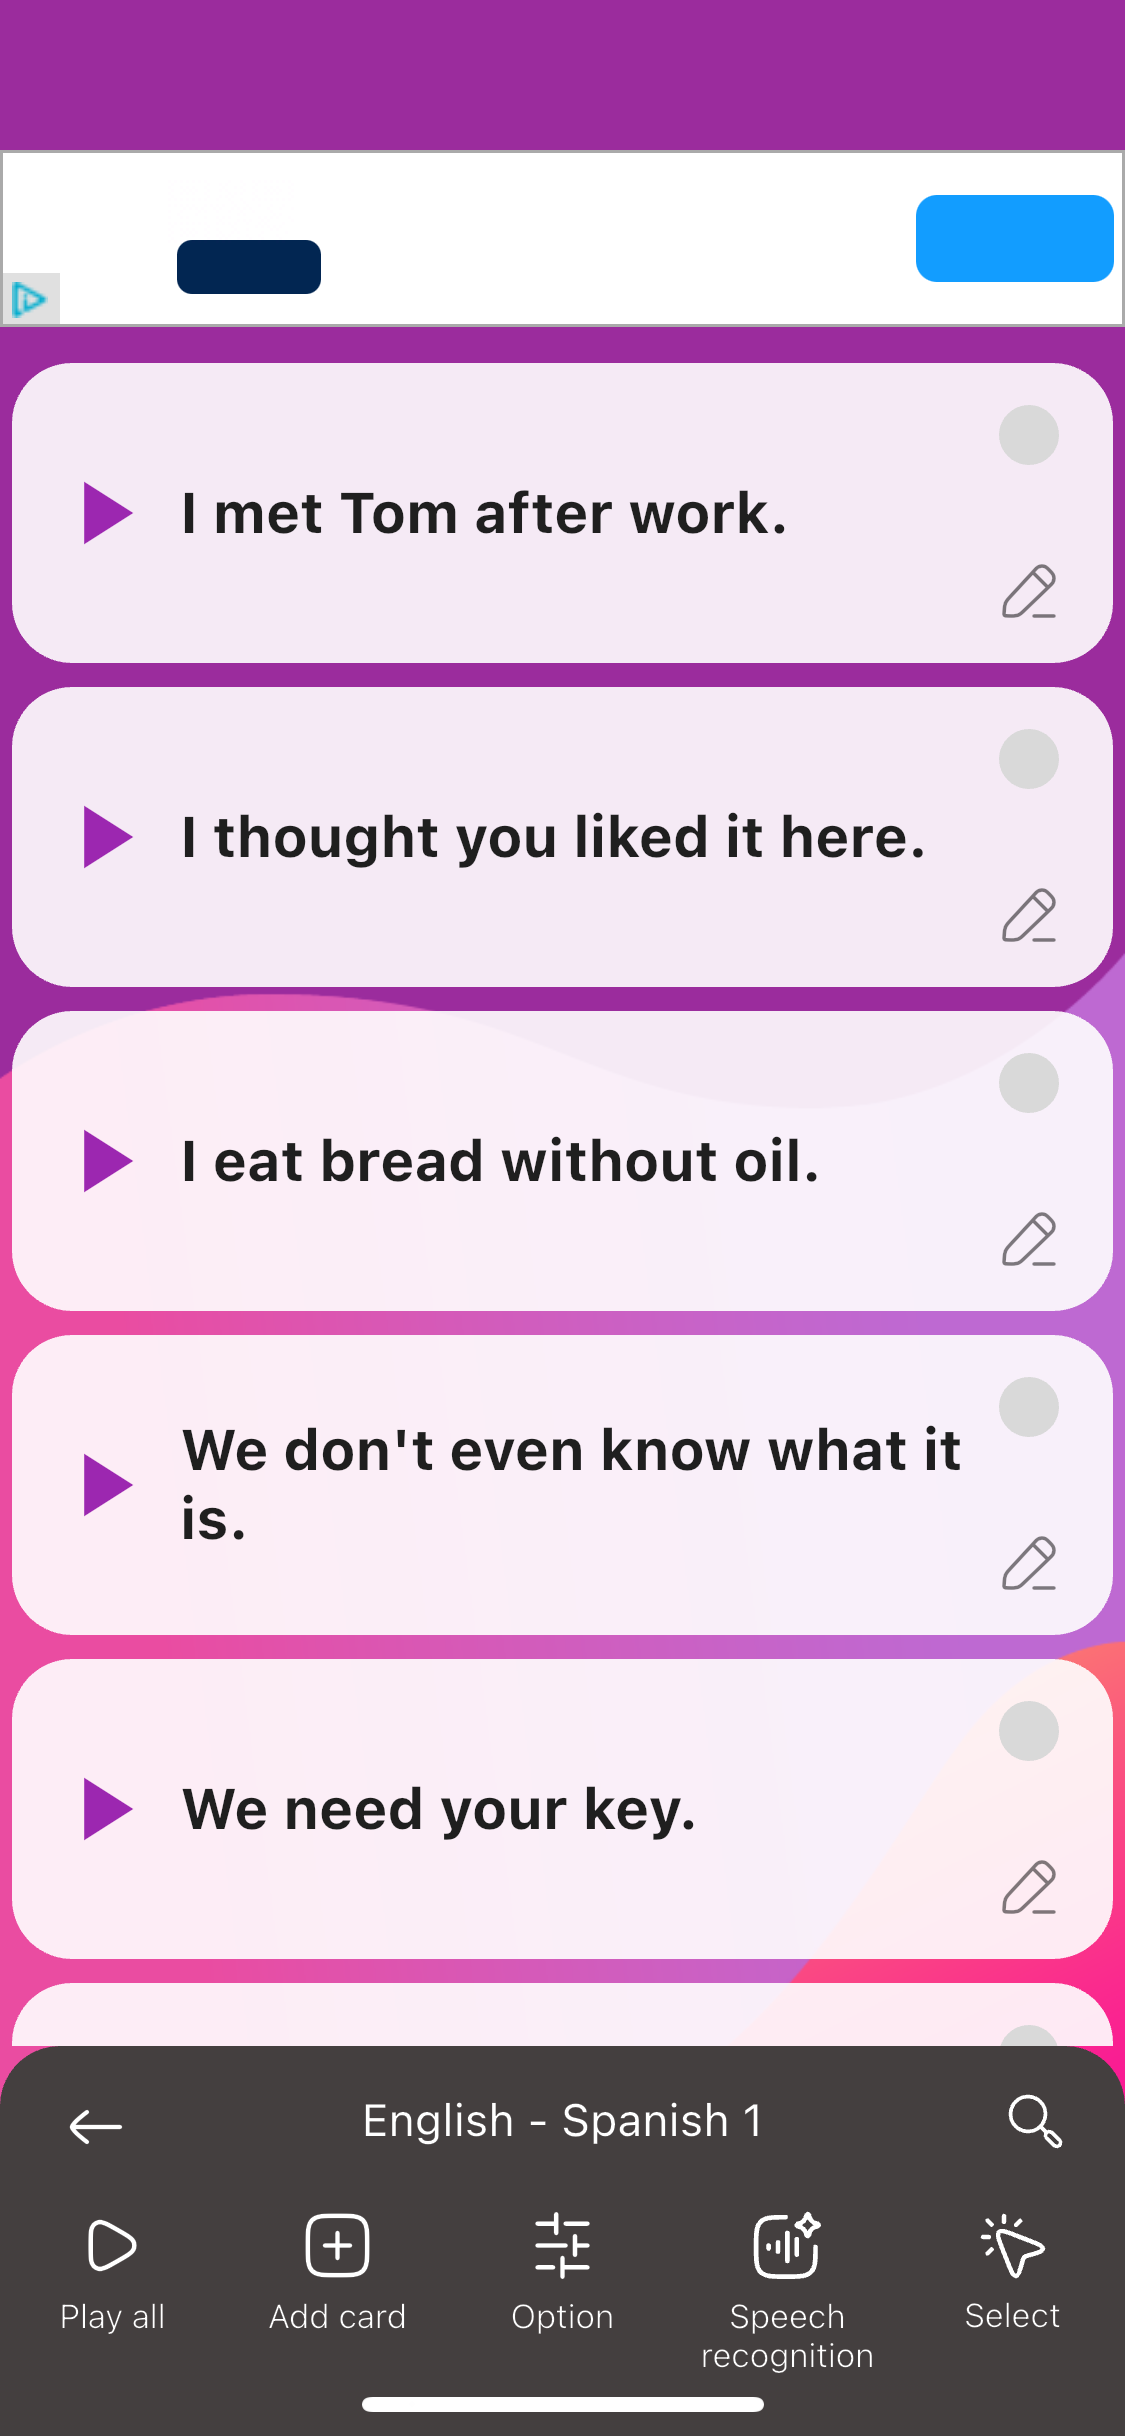 I met Tom after work.
I thought you liked it here.
I eat bread without oil.
We don't even know what it
is.
We need your key.
English - Spanish 1
Play all
Add card
Option
Speech
recognition
Select